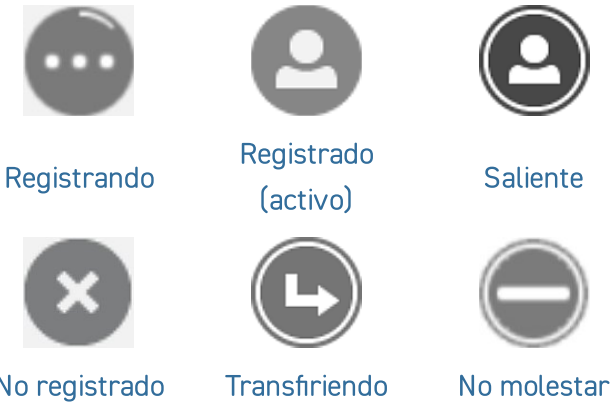 Registrando
Registrado
(activo)
Saliente
No registrado
Transfiriendo
No molestar